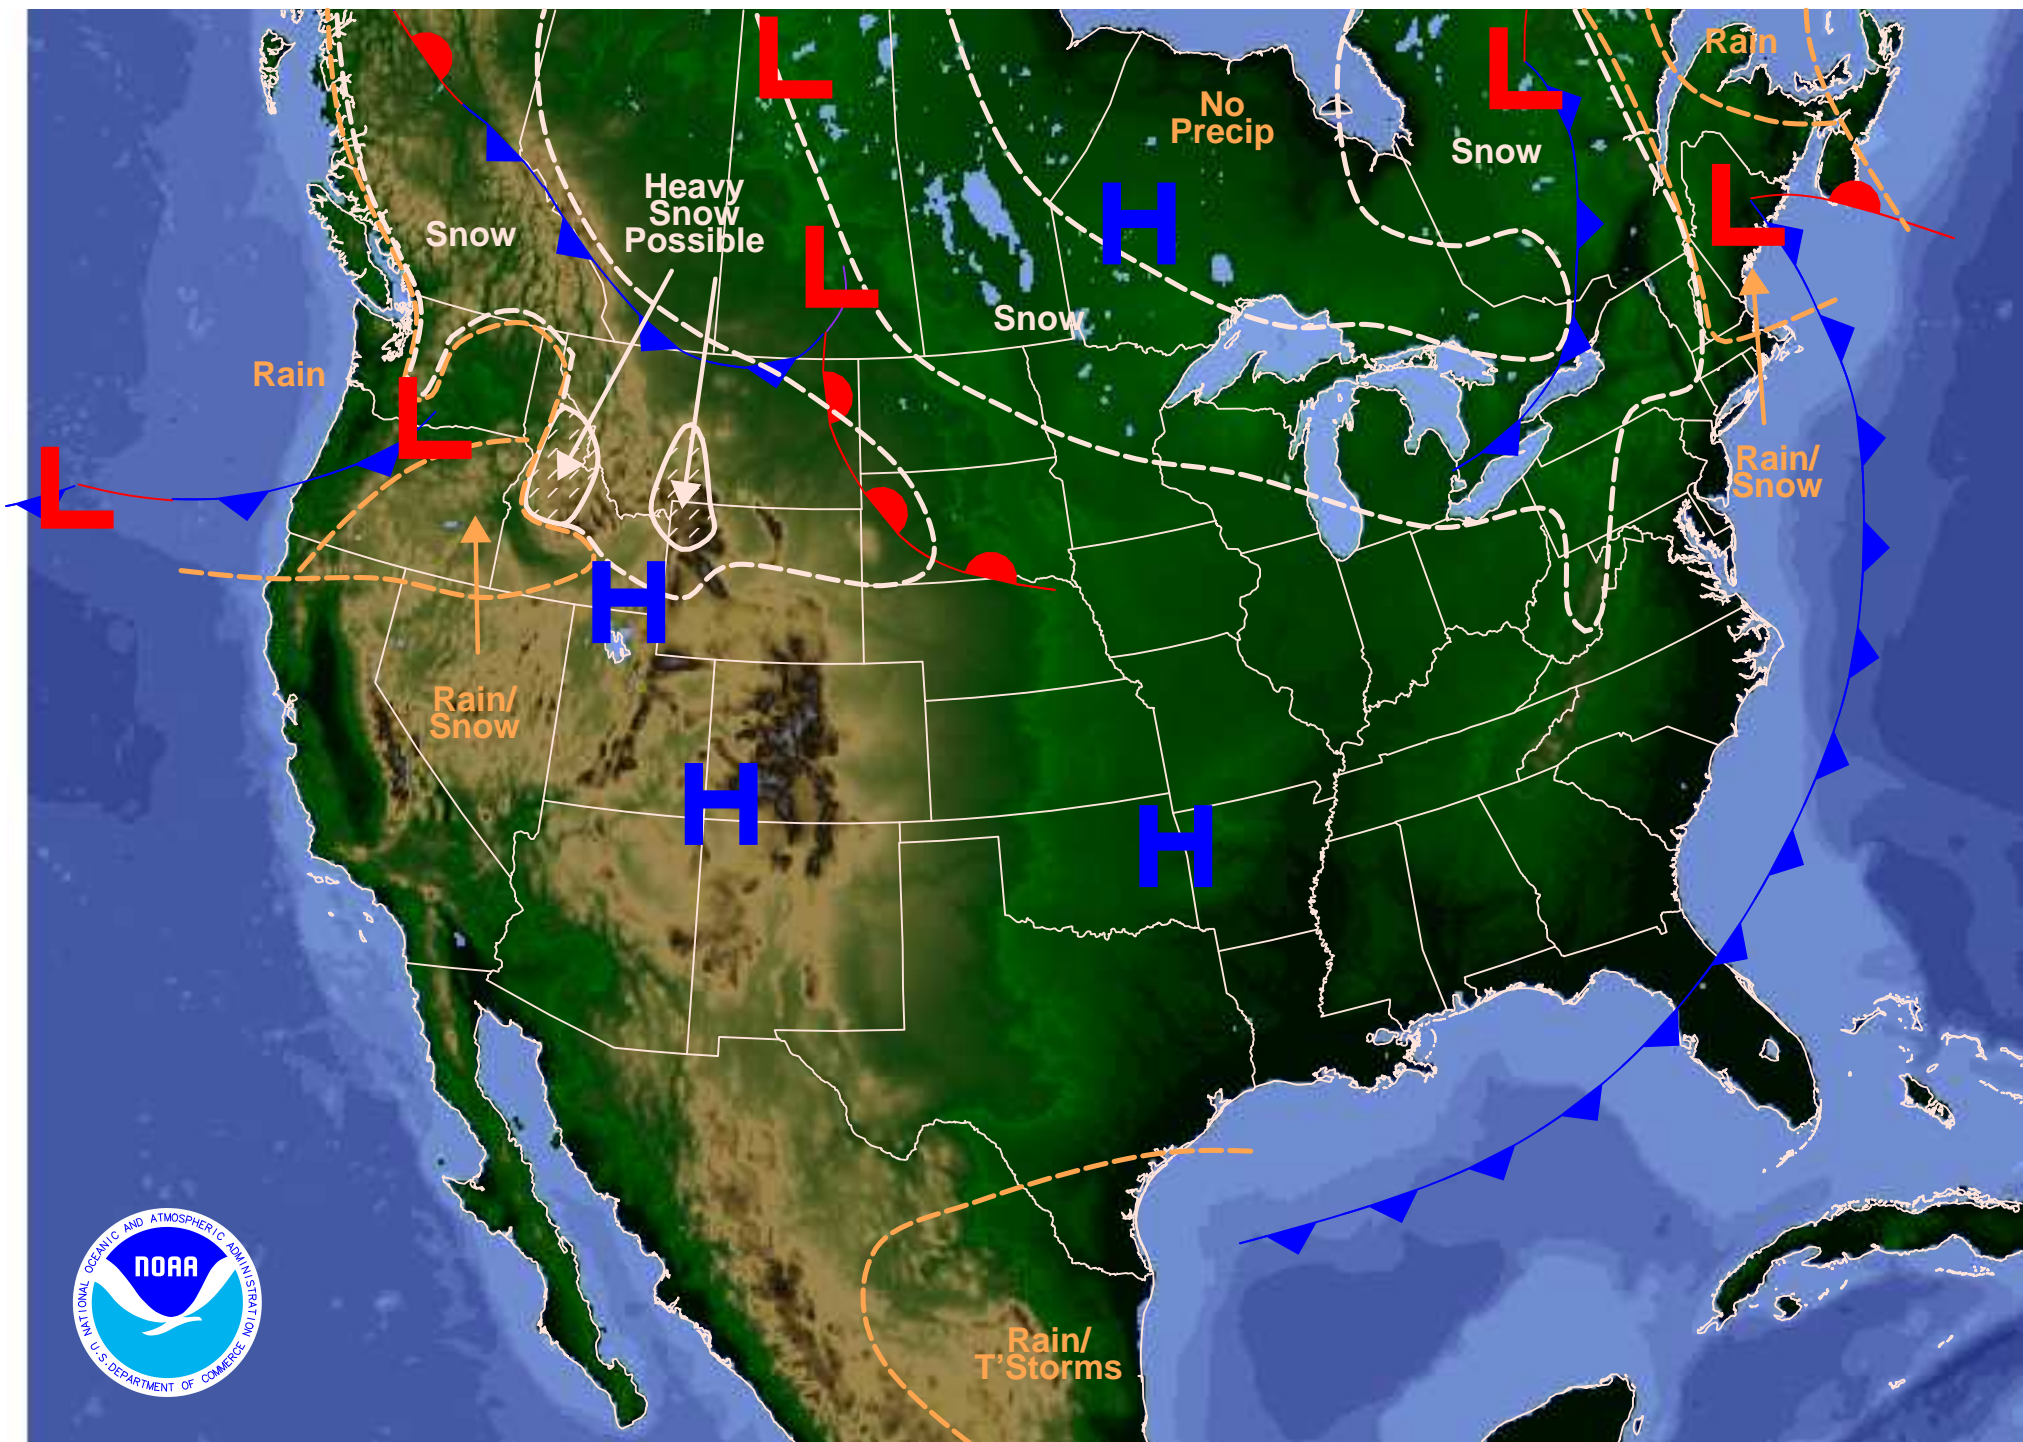 L
L
Rain
No
Precip
Snow
Heavy
Snow
Possible
L
H
Snow
L
Snow
Rain
L
L
Rain/
Snow
H
Rain/
Snow
H
H
NATIONAL OCEANIC AND ATMOSPHERIC ADMINISTRATION
NOAA
U.S. DEPARTMENT OF COMMERCE
Rain/
T'Storms